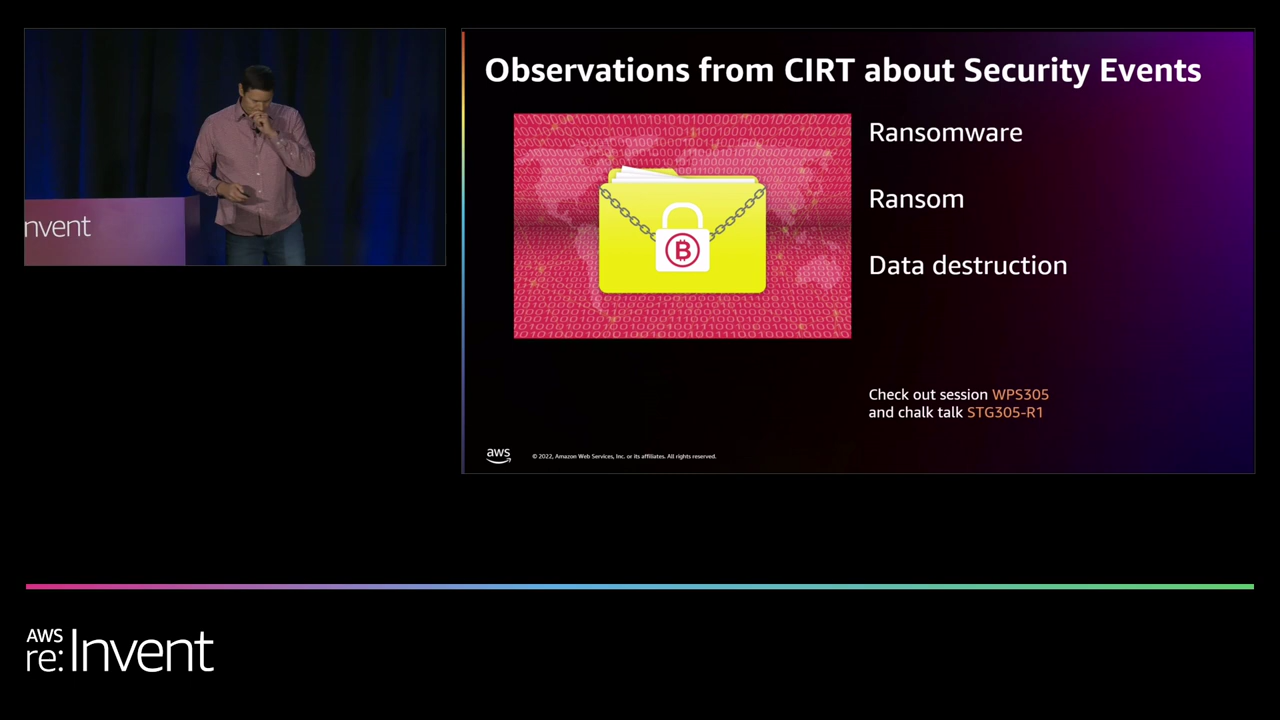 nvent
Observations from CIRT about Security Events
Ransomware
Ransom
Data destruction
Check out session WPS305
and chalk talk STG305-R1
aws
© 2022, Amazon Web Services, Inc. or its affiliates. All rights reserved.
AWS
re:Invent